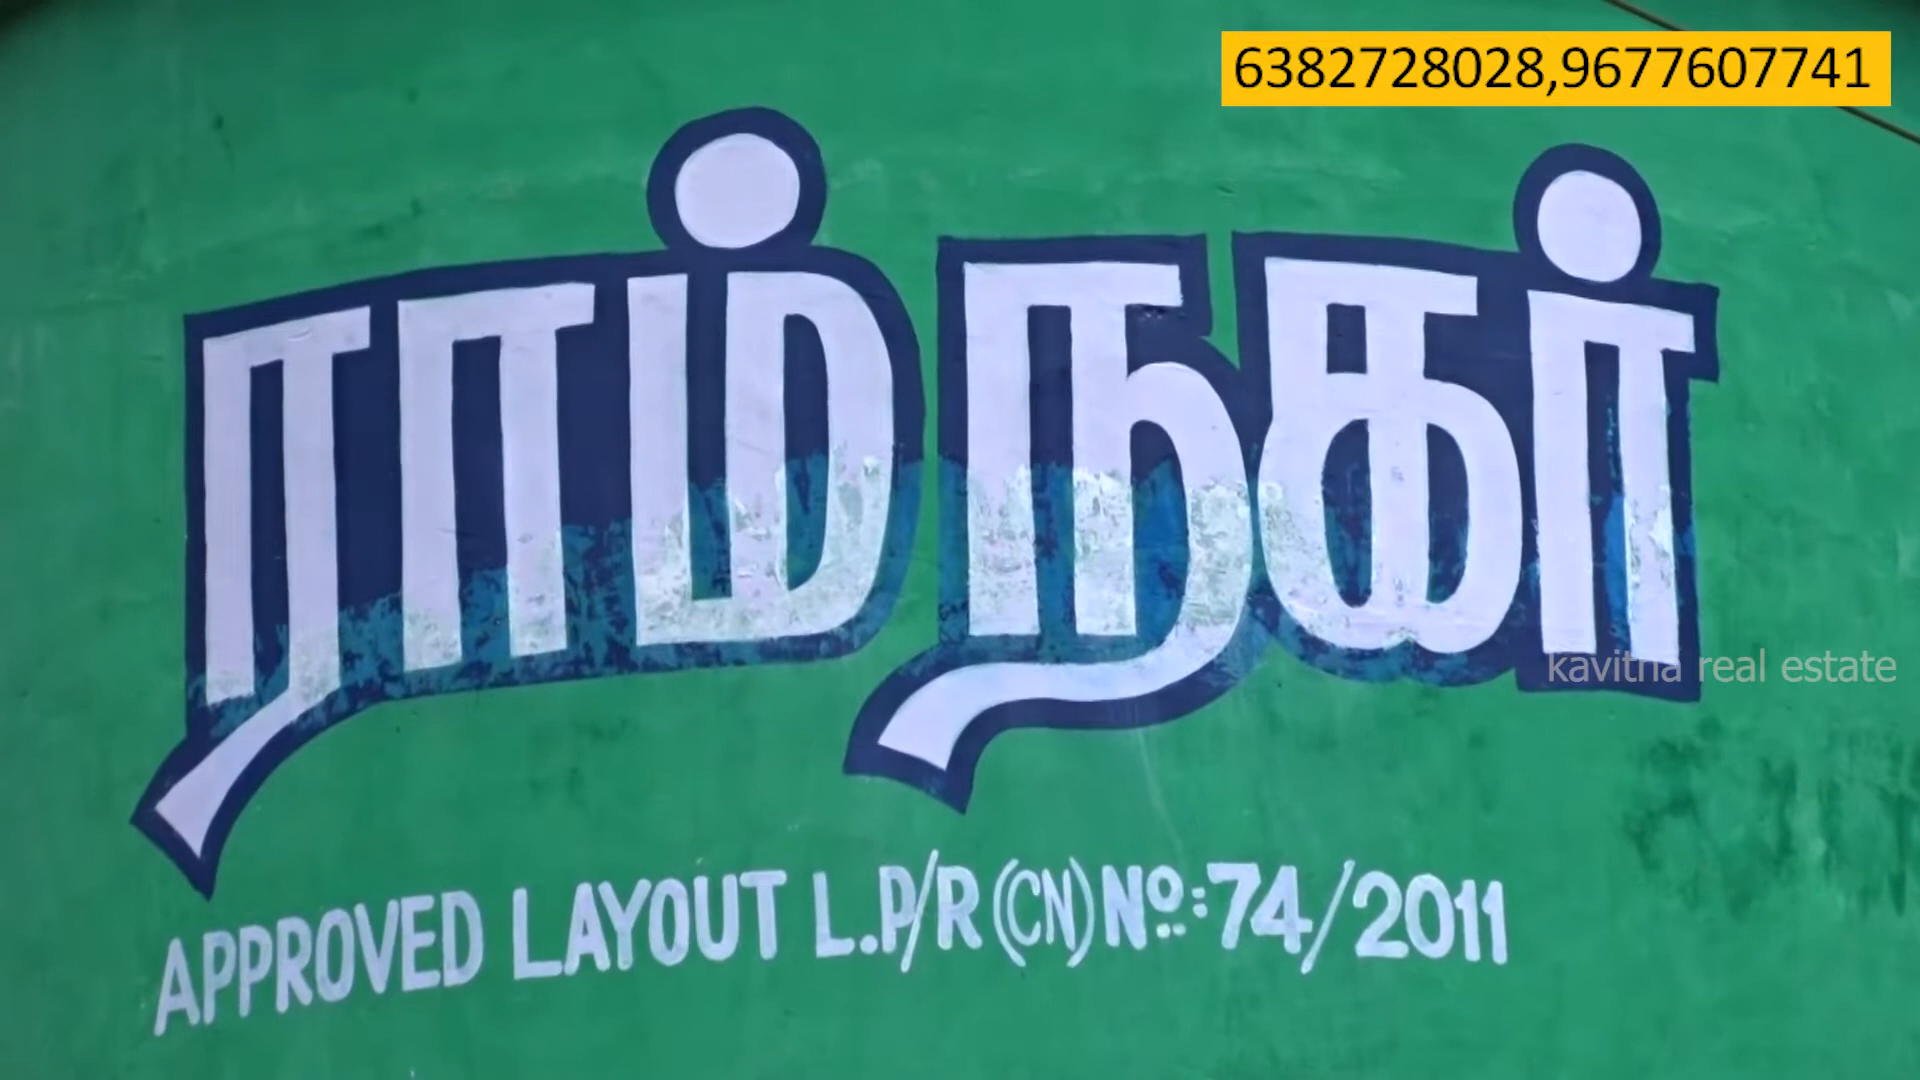 6382728028,9677607741
ராம் நகர்
kavitha real estate
APPROVED LAYOUT L.P/R (CN) No:74/2011